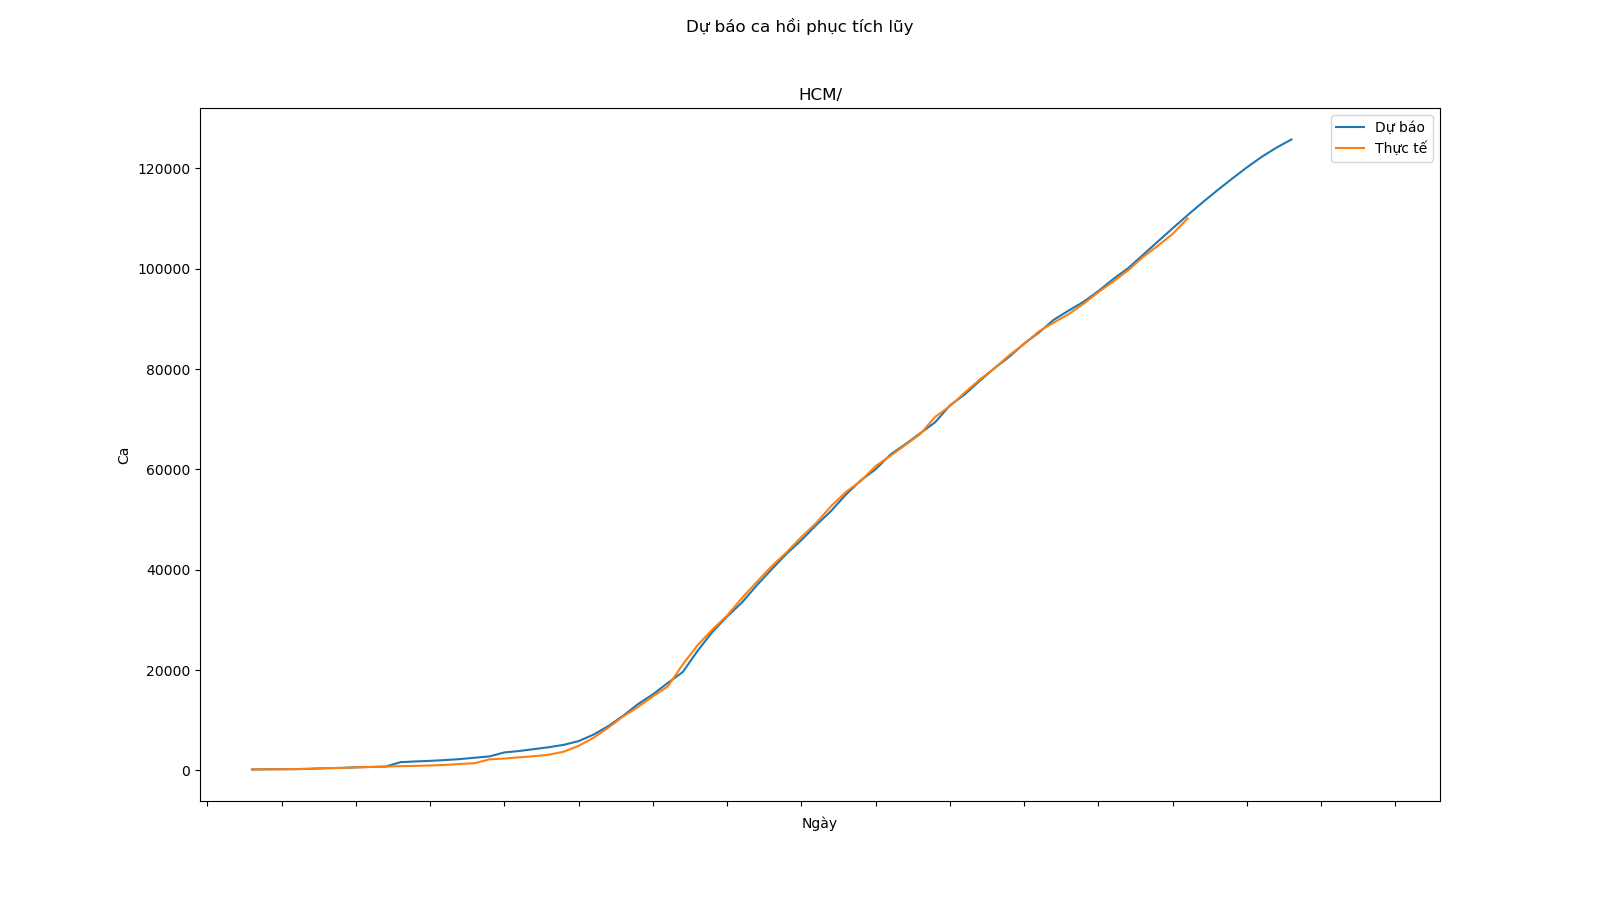 Dự báo ca hồi phục tích lũy
HCM/
Dự báo
Thực tế
120000
100000
80000
60000
40000
20000
0
Ca
Ngày